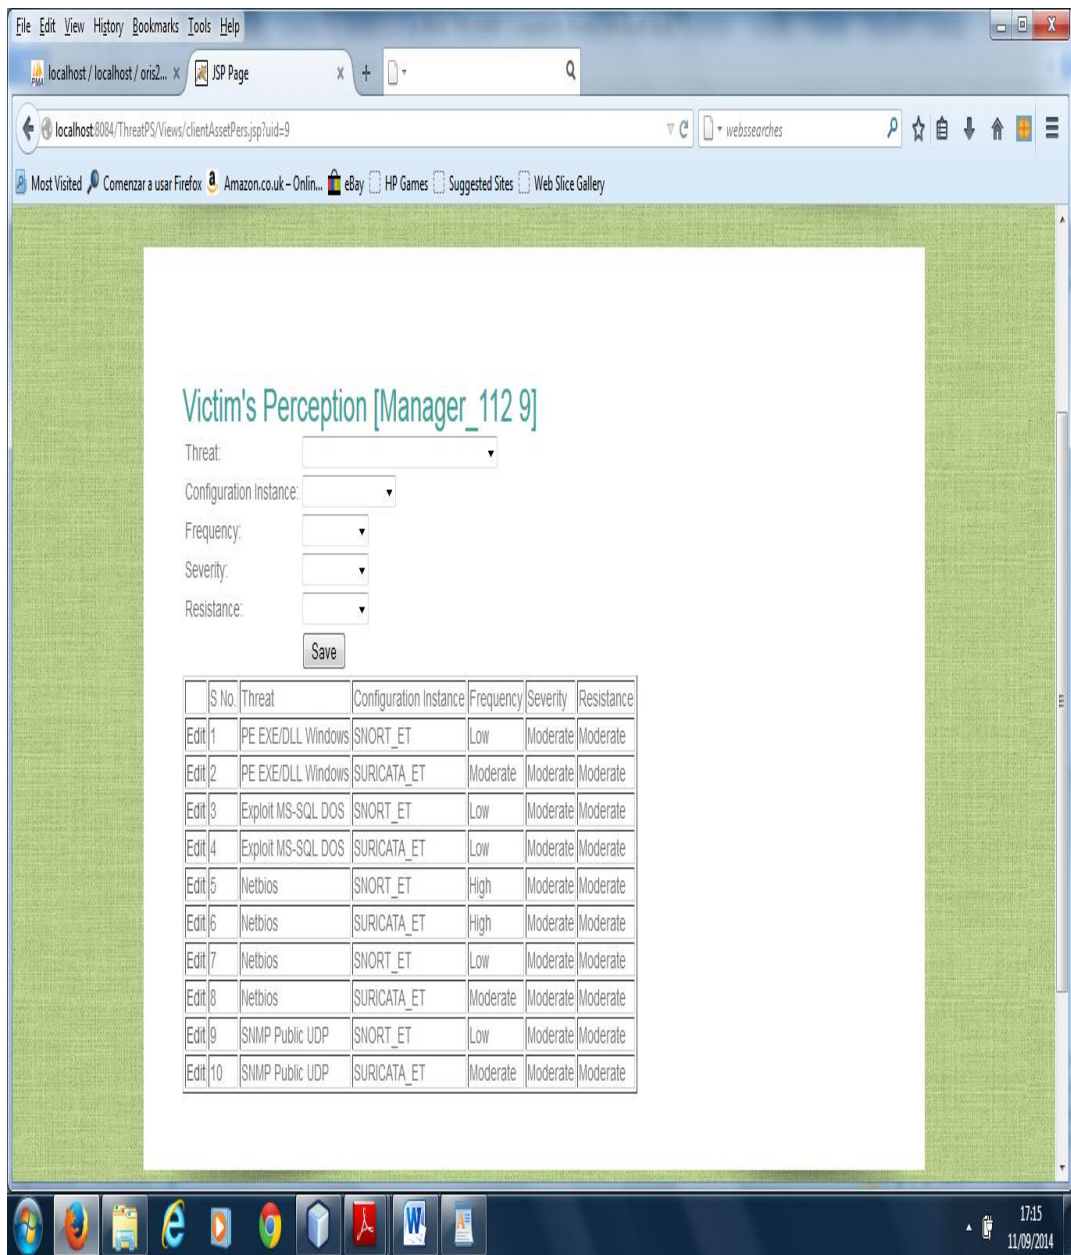 File Edit View History Bookmarks Tools Help
localhost / localhost / oris2... x JSP Page x +
localhost:8084/ThreatPS/Views/clientAssetPers.jsp?uid=9 webssearches
Most Visited Comenzar a usar Firefox Amazon.co.uk – Onlin... eBay HP Games Suggested Sites Web Slice Gallery
Victim's Perception [Manager_112 9]
Threat:
Configuration Instance:
Frequency:
Severity:
Resistance:
Save
S No. Threat Configuration Instance Frequency Severity Resistance
Edit 1 PE EXE/DLL Windows SNORT_ET Low Moderate Moderate
Edit 2 PE EXE/DLL Windows SURICATA_ET Moderate Moderate Moderate
Edit 3 Exploit MS-SQL DOS SNORT_ET Low Moderate Moderate
Edit 4 Exploit MS-SQL DOS SURICATA_ET Low Moderate Moderate
Edit 5 Netbios SNORT_ET High Moderate Moderate
Edit 6 Netbios SURICATA_ET High Moderate Moderate
Edit 7 Netbios SNORT_ET Low Moderate Moderate
Edit 8 Netbios SURICATA_ET Moderate Moderate Moderate
Edit 9 SNMP Public UDP SNORT_ET Low Moderate Moderate
Edit 10 SNMP Public UDP SURICATA_ET Moderate Moderate Moderate
17:15
11/09/2014